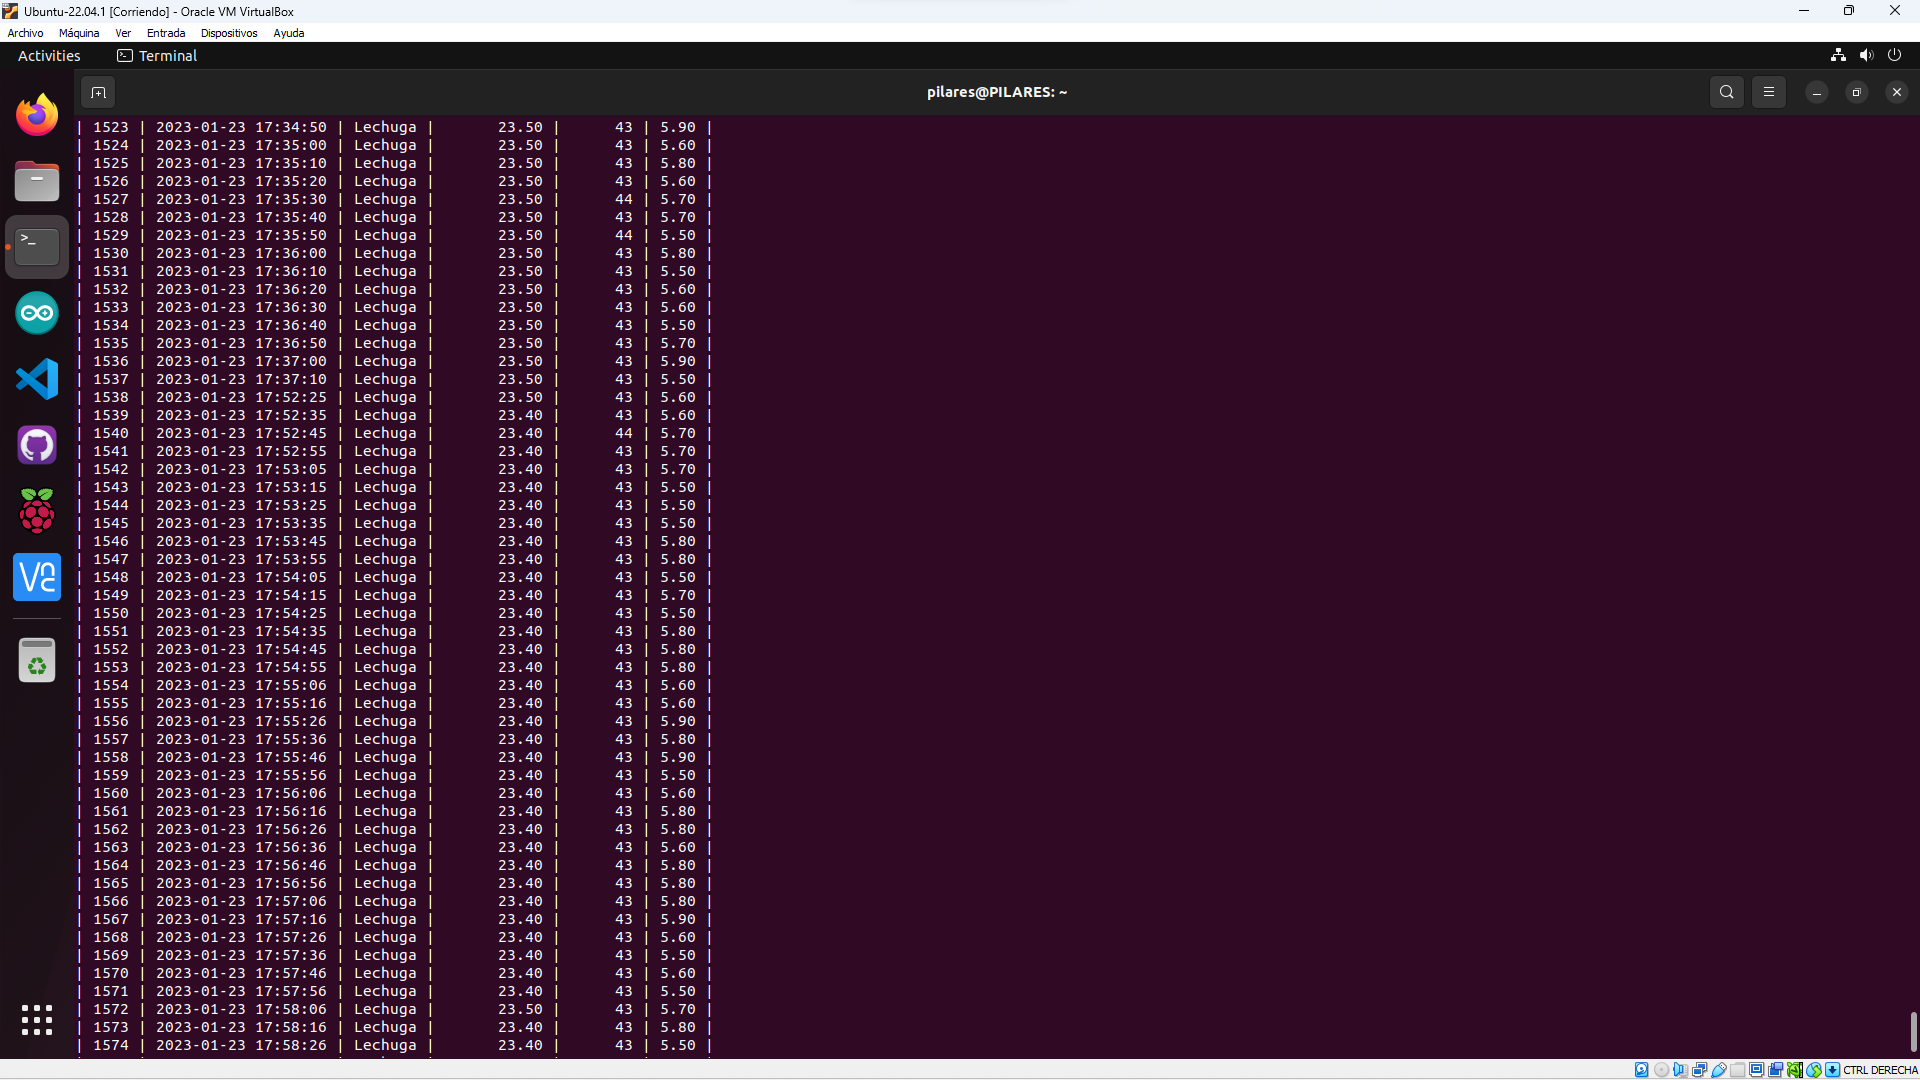 Ubuntu-22.04.1 [Corriendo] - Oracle VM VirtualBox
Archivo Máquina Ver Entrada Dispositivos Ayuda
Activities Terminal
pilares@PILARES: ~
| 1523 | 2023-01-23 17:34:50 | Lechuga | 23.50 | 43 | 5.90 |
| 1524 | 2023-01-23 17:35:00 | Lechuga | 23.50 | 43 | 5.60 |
| 1525 | 2023-01-23 17:35:10 | Lechuga | 23.50 | 43 | 5.80 |
| 1526 | 2023-01-23 17:35:20 | Lechuga | 23.50 | 43 | 5.60 |
| 1527 | 2023-01-23 17:35:30 | Lechuga | 23.50 | 44 | 5.70 |
| 1528 | 2023-01-23 17:35:40 | Lechuga | 23.50 | 43 | 5.70 |
| 1529 | 2023-01-23 17:35:50 | Lechuga | 23.50 | 44 | 5.50 |
| 1530 | 2023-01-23 17:36:00 | Lechuga | 23.50 | 43 | 5.80 |
| 1531 | 2023-01-23 17:36:10 | Lechuga | 23.50 | 43 | 5.50 |
| 1532 | 2023-01-23 17:36:20 | Lechuga | 23.50 | 43 | 5.60 |
| 1533 | 2023-01-23 17:36:30 | Lechuga | 23.50 | 43 | 5.60 |
| 1534 | 2023-01-23 17:36:40 | Lechuga | 23.50 | 43 | 5.50 |
| 1535 | 2023-01-23 17:36:50 | Lechuga | 23.50 | 43 | 5.70 |
| 1536 | 2023-01-23 17:37:00 | Lechuga | 23.50 | 43 | 5.90 |
| 1537 | 2023-01-23 17:37:10 | Lechuga | 23.50 | 43 | 5.50 |
| 1538 | 2023-01-23 17:52:25 | Lechuga | 23.50 | 43 | 5.60 |
| 1539 | 2023-01-23 17:52:35 | Lechuga | 23.40 | 43 | 5.60 |
| 1540 | 2023-01-23 17:52:45 | Lechuga | 23.40 | 44 | 5.70 |
| 1541 | 2023-01-23 17:52:55 | Lechuga | 23.40 | 43 | 5.70 |
| 1542 | 2023-01-23 17:53:05 | Lechuga | 23.40 | 43 | 5.70 |
| 1543 | 2023-01-23 17:53:15 | Lechuga | 23.40 | 43 | 5.50 |
| 1544 | 2023-01-23 17:53:25 | Lechuga | 23.40 | 43 | 5.50 |
| 1545 | 2023-01-23 17:53:35 | Lechuga | 23.40 | 43 | 5.50 |
| 1546 | 2023-01-23 17:53:45 | Lechuga | 23.40 | 43 | 5.80 |
| 1547 | 2023-01-23 17:53:55 | Lechuga | 23.40 | 43 | 5.80 |
| 1548 | 2023-01-23 17:54:05 | Lechuga | 23.40 | 43 | 5.50 |
| 1549 | 2023-01-23 17:54:15 | Lechuga | 23.40 | 43 | 5.70 |
| 1550 | 2023-01-23 17:54:25 | Lechuga | 23.40 | 43 | 5.50 |
| 1551 | 2023-01-23 17:54:35 | Lechuga | 23.40 | 43 | 5.80 |
| 1552 | 2023-01-23 17:54:45 | Lechuga | 23.40 | 43 | 5.80 |
| 1553 | 2023-01-23 17:54:55 | Lechuga | 23.40 | 43 | 5.80 |
| 1554 | 2023-01-23 17:55:06 | Lechuga | 23.40 | 43 | 5.60 |
| 1555 | 2023-01-23 17:55:16 | Lechuga | 23.40 | 43 | 5.60 |
| 1556 | 2023-01-23 17:55:26 | Lechuga | 23.40 | 43 | 5.90 |
| 1557 | 2023-01-23 17:55:36 | Lechuga | 23.40 | 43 | 5.80 |
| 1558 | 2023-01-23 17:55:46 | Lechuga | 23.40 | 43 | 5.90 |
| 1559 | 2023-01-23 17:55:56 | Lechuga | 23.40 | 43 | 5.50 |
| 1560 | 2023-01-23 17:56:06 | Lechuga | 23.40 | 43 | 5.60 |
| 1561 | 2023-01-23 17:56:16 | Lechuga | 23.40 | 43 | 5.80 |
| 1562 | 2023-01-23 17:56:26 | Lechuga | 23.40 | 43 | 5.80 |
| 1563 | 2023-01-23 17:56:36 | Lechuga | 23.40 | 43 | 5.60 |
| 1564 | 2023-01-23 17:56:46 | Lechuga | 23.40 | 43 | 5.80 |
| 1565 | 2023-01-23 17:56:56 | Lechuga | 23.40 | 43 | 5.80 |
| 1566 | 2023-01-23 17:57:06 | Lechuga | 23.40 | 43 | 5.80 |
| 1567 | 2023-01-23 17:57:16 | Lechuga | 23.40 | 43 | 5.90 |
| 1568 | 2023-01-23 17:57:26 | Lechuga | 23.40 | 43 | 5.60 |
| 1569 | 2023-01-23 17:57:36 | Lechuga | 23.40 | 43 | 5.50 |
| 1570 | 2023-01-23 17:57:46 | Lechuga | 23.40 | 43 | 5.60 |
| 1571 | 2023-01-23 17:57:56 | Lechuga | 23.40 | 43 | 5.50 |
| 1572 | 2023-01-23 17:58:06 | Lechuga | 23.50 | 43 | 5.70 |
| 1573 | 2023-01-23 17:58:16 | Lechuga | 23.40 | 43 | 5.80 |
| 1574 | 2023-01-23 17:58:26 | Lechuga | 23.40 | 43 | 5.50 |
CTRL DERECHA